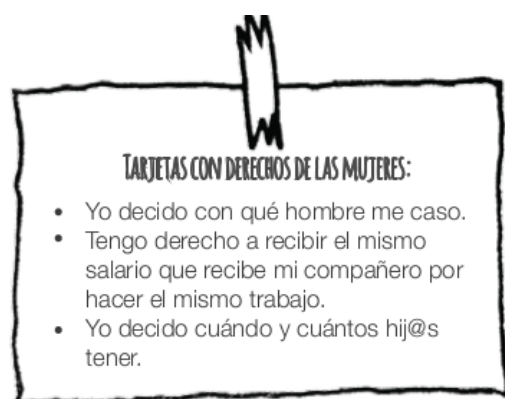 TARJETAS CON DERECHOS DE LAS MUJERES:
• Yo decido con qué hombre me caso.
• Tengo derecho a recibir el mismo
salario que recibe mi compañero por
hacer el mismo trabajo.
• Yo decido cuándo y cuántos hij@s
tener.